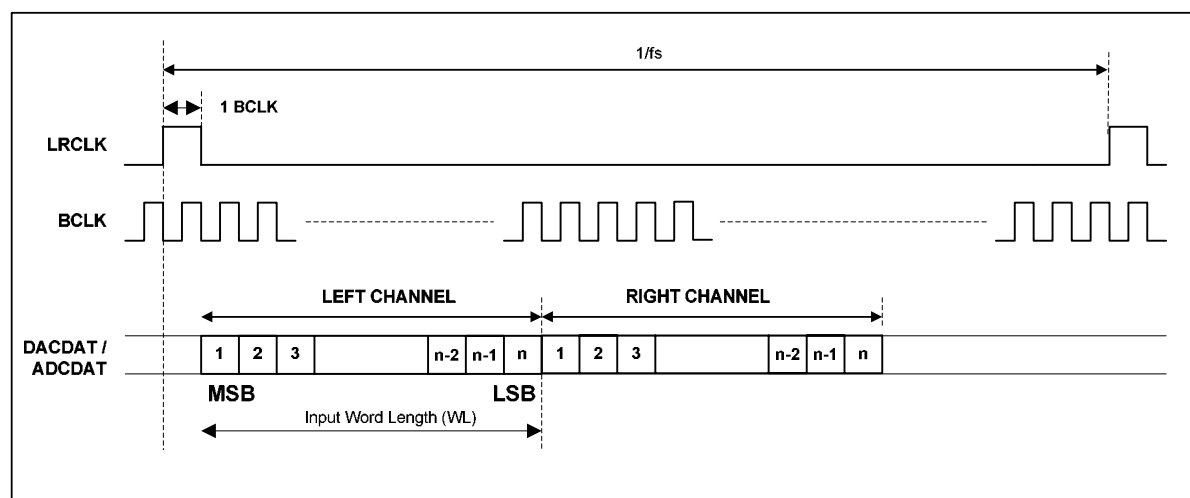 1/fs
1 BCLK
LRCLK
BCLK
LEFT CHANNEL
RIGHT CHANNEL
DACDAT /
ADCDAT
1 2 3 n-2 n-1 n 1 2 3 n-2 n-1 n
MSB LSB
Input Word Length (WL)